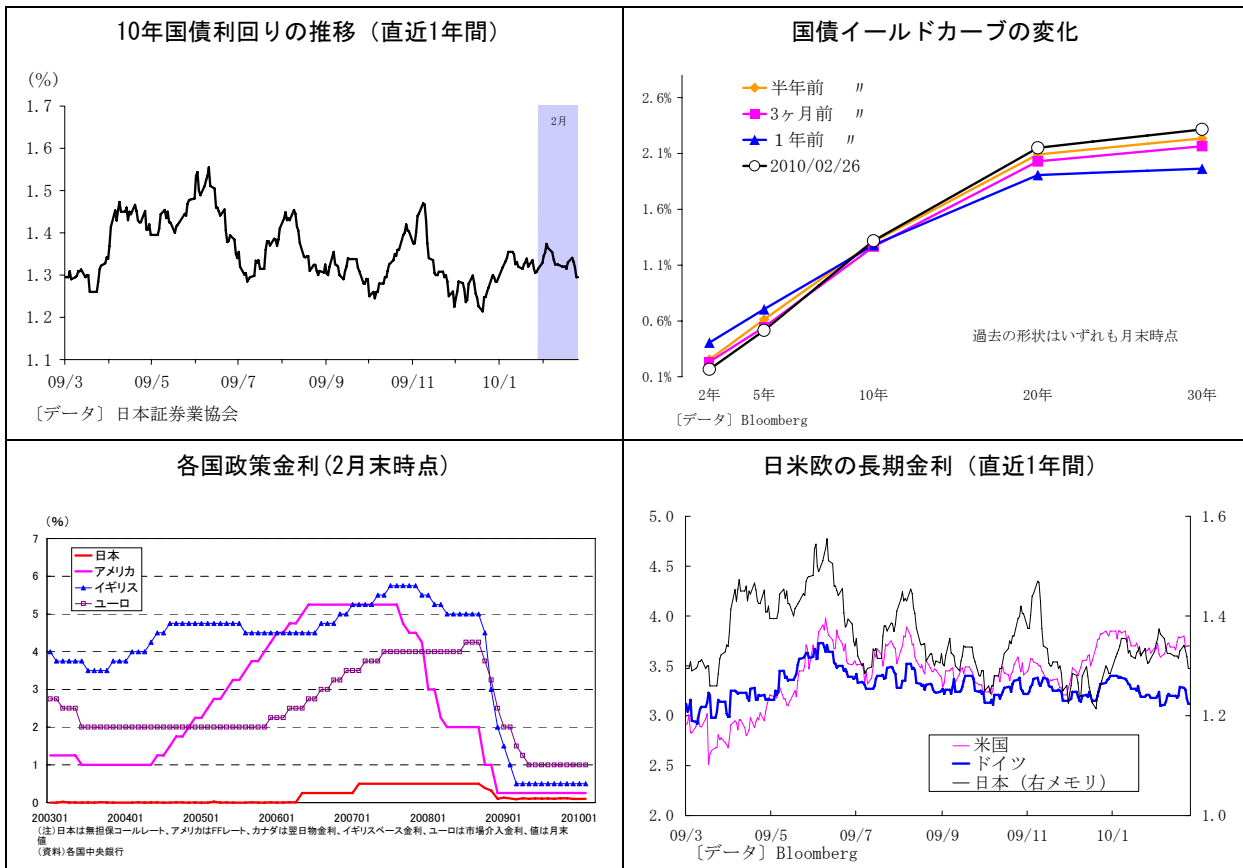 10年国債利回りの推移（直近1年間）
(%)
1.7
1.6
1.5
1.4
1.3
1.2
1.1
2月
09/3 09/5 09/7 09/9 09/11 10/1
〔データ〕日本証券業協会
国債イールドカーブの変化
2.6%
2.1%
1.6%
1.1%
0.6%
0.1%
半年前 〃
3ヶ月前 〃
１年前 〃
2010/02/26
過去の形状はいずれも月末時点
2年 5年 10年 20年 30年
〔データ〕Bloomberg
各国政策金利(2月末時点)
(%)
7
6
5
4
3
2
1
0
日本
アメリカ
イギリス
ユーロ
200301 200401 200501 200601 200701 200801 200901 201001
(注)日本は無担保コールレート、アメリカはFFレート、カナダは翌日物金利、イギリスベース金利、ユーロは市場介入金利、値は月末
値
(資料)各国中央銀行
日米欧の長期金利（直近1年間）
5.0
4.5
4.0
3.5
3.0
2.5
2.0
1.6
1.4
1.2
1.0
米国
ドイツ
日本（右メモリ）
09/3 09/5 09/7 09/9 09/11 10/1
〔データ〕Bloomberg